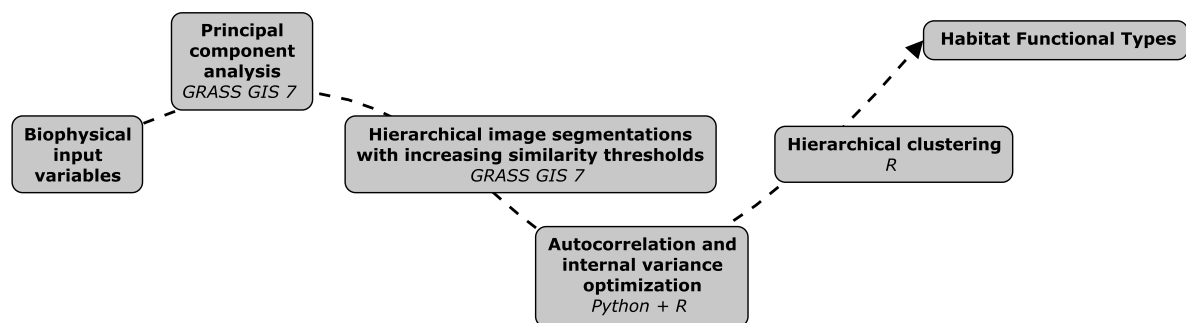 Biophysical
input
variables
Principal
component
analysis
GRASS GIS 7
Hierarchical image segmentations
with increasing similarity thresholds
GRASS GIS 7
Autocorrelation and
internal variance
optimization
Python + R
Hierarchical clustering
R
Habitat Functional Types